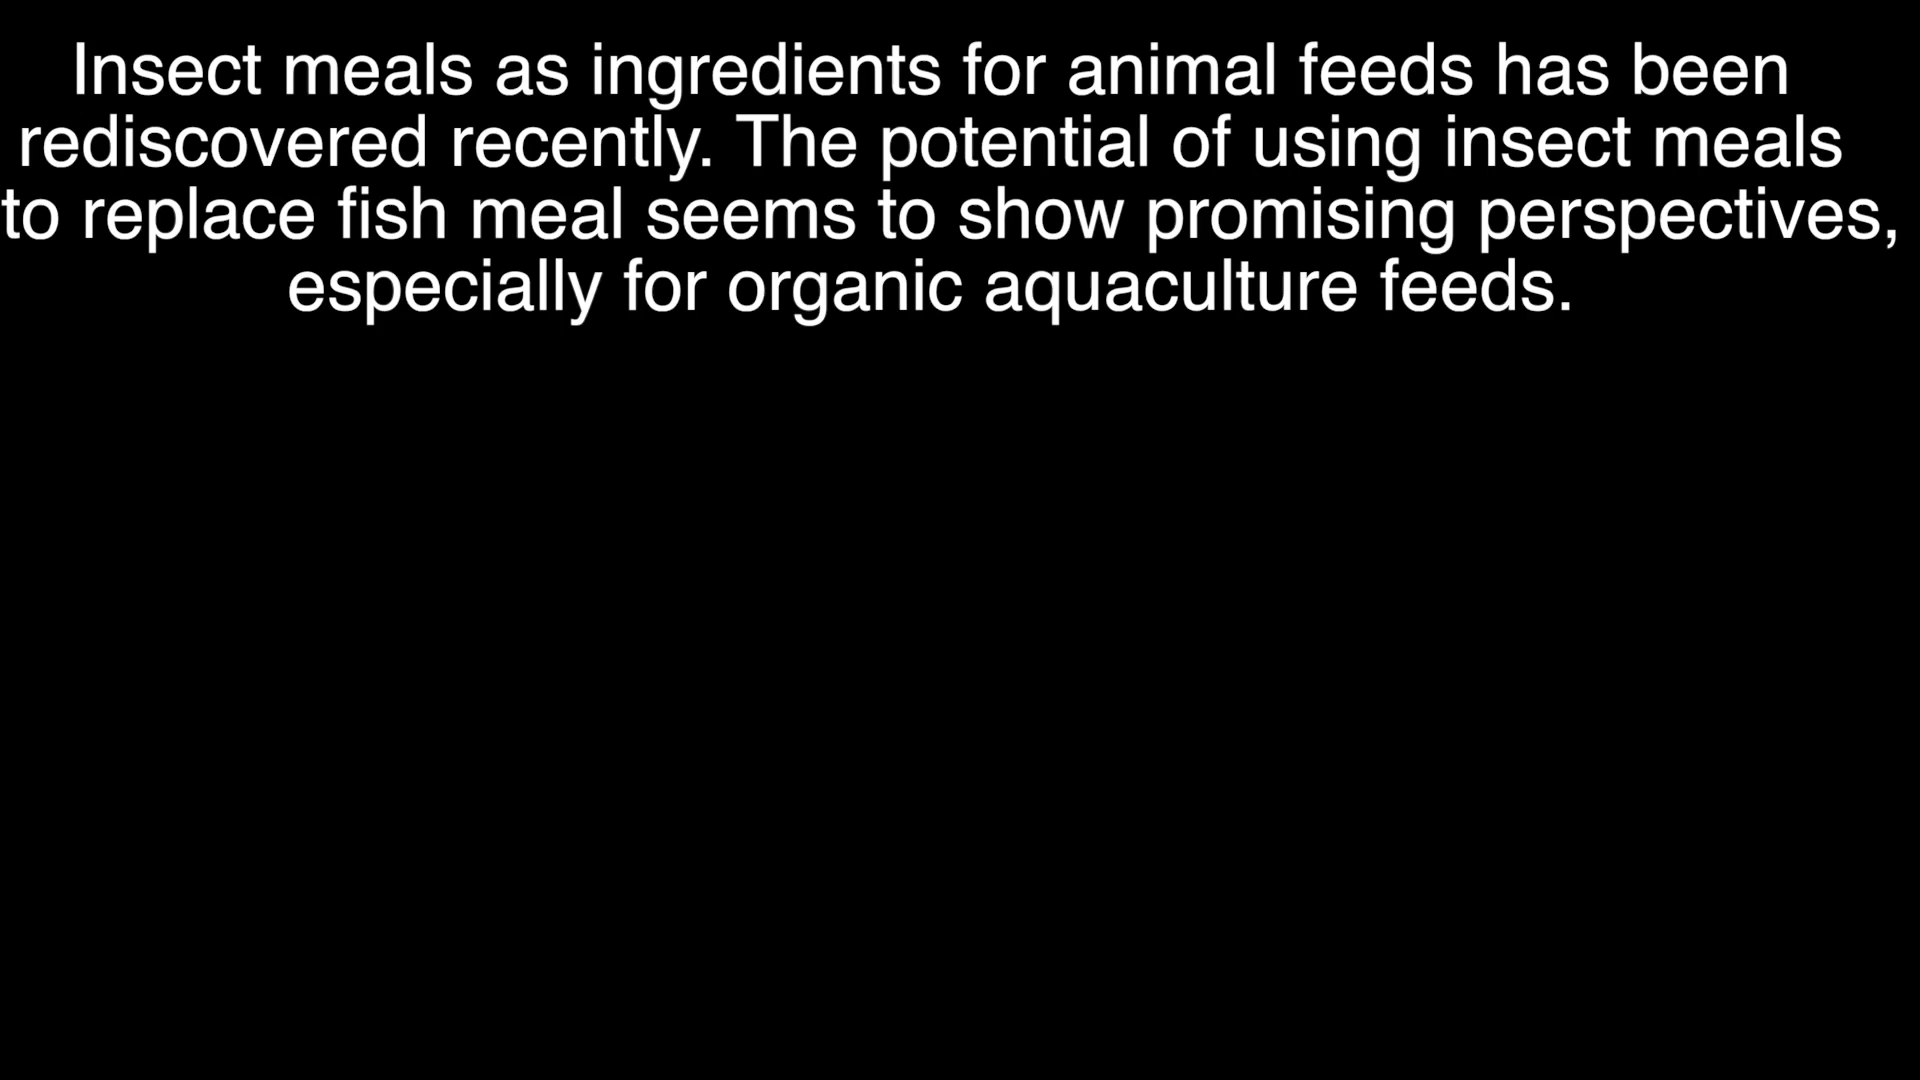 Insect meals as ingredients for animal feeds has been
rediscovered recently. The potential of using insect meals
to replace fish meal seems to show promising perspectives,
especially for organic aquaculture feeds.